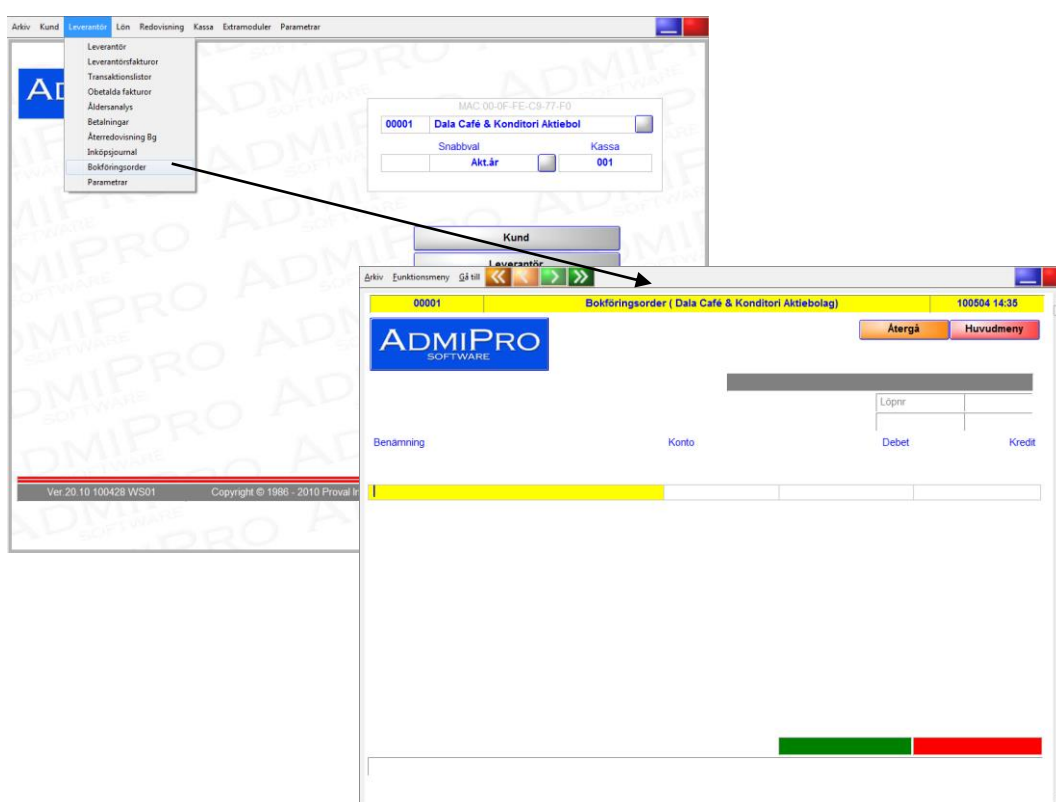 Arkiv Kund Leverantör Lön Redovisning Kassa Extramoduler Parametrar
Leverantör
Leverantörsfakturor
Transaktionslistor
Obetalda fakturor
Åldersanalys
Betalningar
Återredovisning Bg
Inköpsjournal
Bokföringsorder
Parametrar
MAC 00-0F-FE-C9-77-F0
00001 Dala Café & Konditori Aktiebol
Snabbval Kassa
Akt.år 001
Kund
Leverantör
Ver.20.10 100428 WS01 Copyright © 1986 - 2010 Proval
Arkiv Funktionsmeny Gå till
00001 Bokföringsorder ( Dala Café & Konditori Aktiebolag) 100504 14:35
ADMIPRO
SOFTWARE
Återgå Huvudmeny
Löpnr
Benämning Konto Debet Kredit